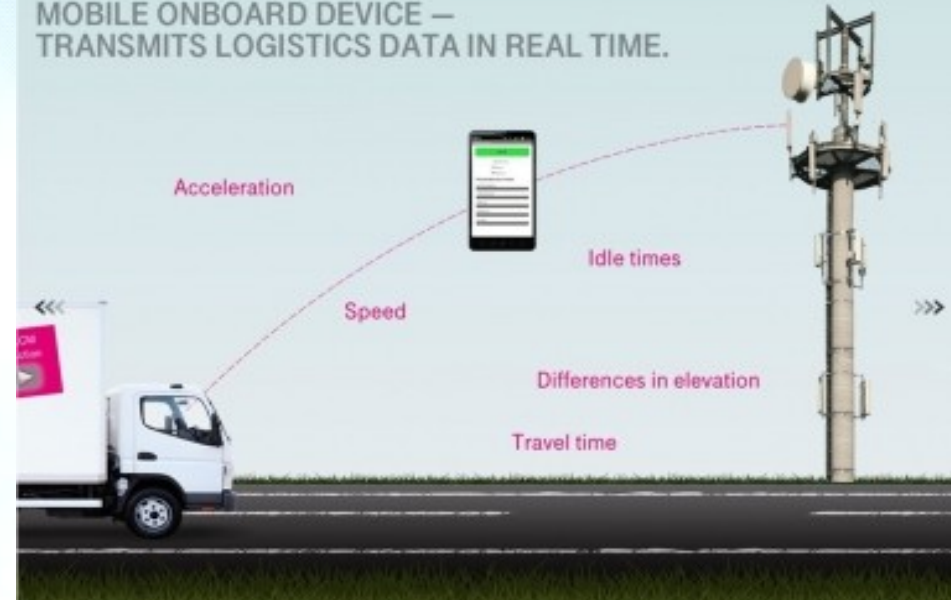 MOBILE ONBOARD DEVICE —
TRANSMITS LOGISTICS DATA IN REAL TIME.
Acceleration
Idle times
Speed
Differences in elevation
Travel time